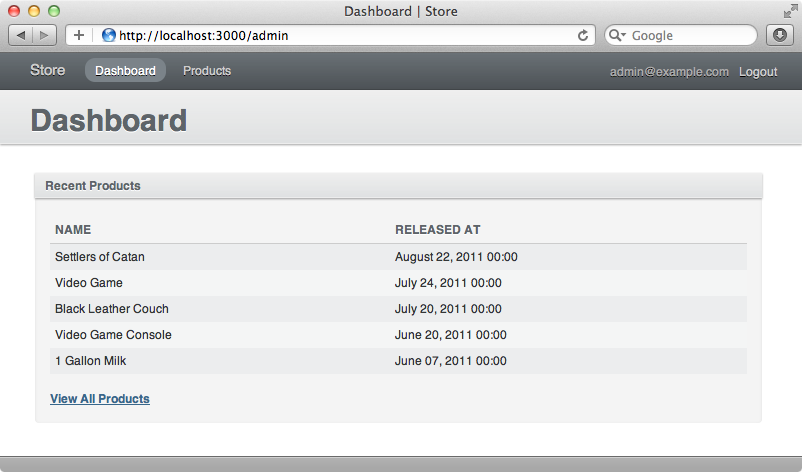 Dashboard | Store
http://localhost:3000/admin
Google
Store Dashboard Products admin@example.com Logout
Dashboard
Recent Products
NAME RELEASED AT
Settlers of Catan August 22, 2011 00:00
Video Game July 24, 2011 00:00
Black Leather Couch July 20, 2011 00:00
Video Game Console June 20, 2011 00:00
1 Gallon Milk June 07, 2011 00:00
View All Products